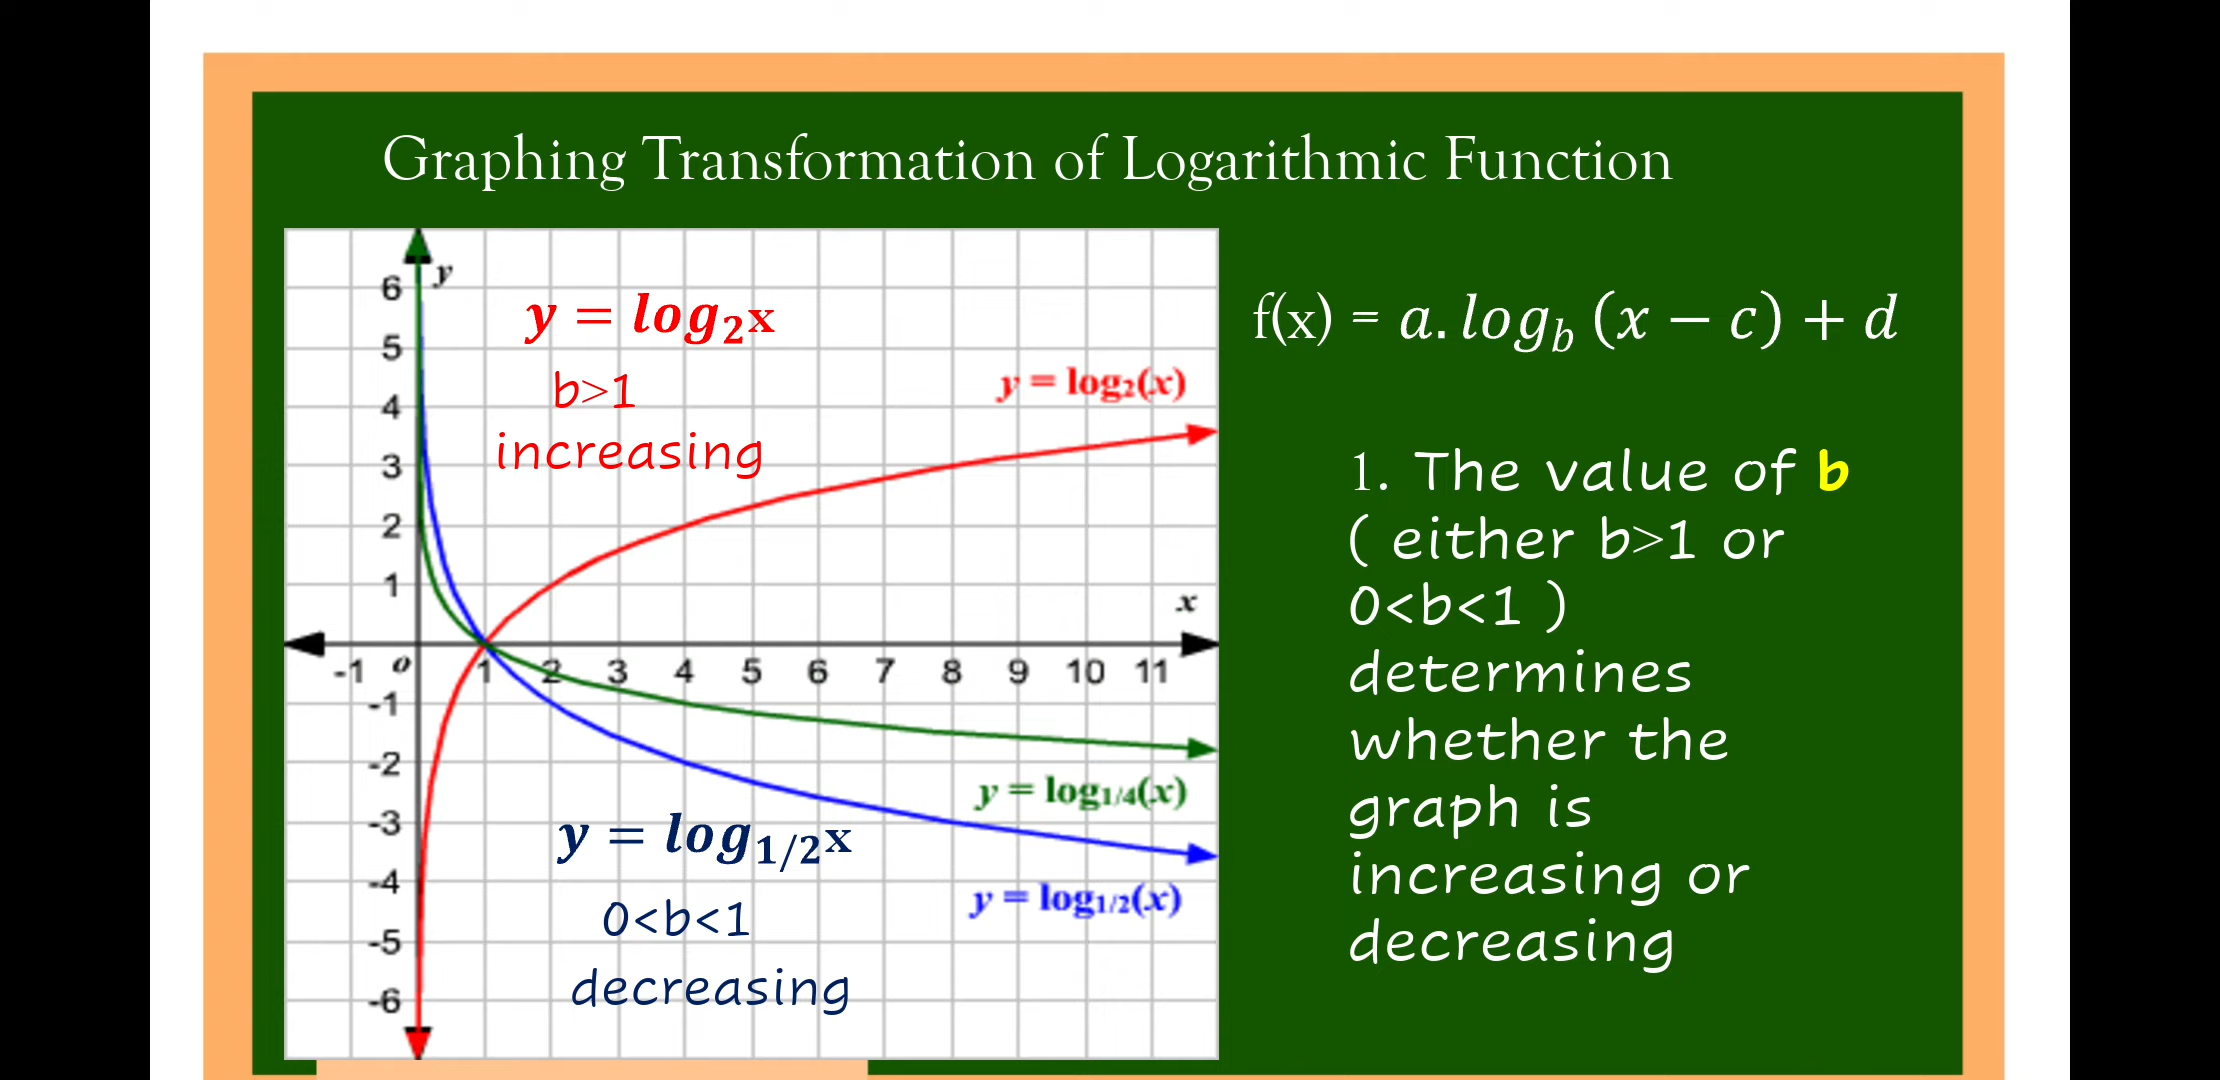 Graphing Transformation of Logarithmic Function
y
6
5
4
3
2
1
y = log₂x
b>1
increasing
y = log₂(x)
x
-1 o 1 2 3 4 5 6 7 8 9 10 11
-1
-2
-3
-4
-5
-6
y = log₁/₄(x)
y = log₁/₂x
0<b<1
decreasing
y = log₁/₂(x)
f(x) = a. log_b (x − c) + d
1. The value of b
( either b>1 or
0<b<1 )
determines
whether the
graph is
increasing or
decreasing